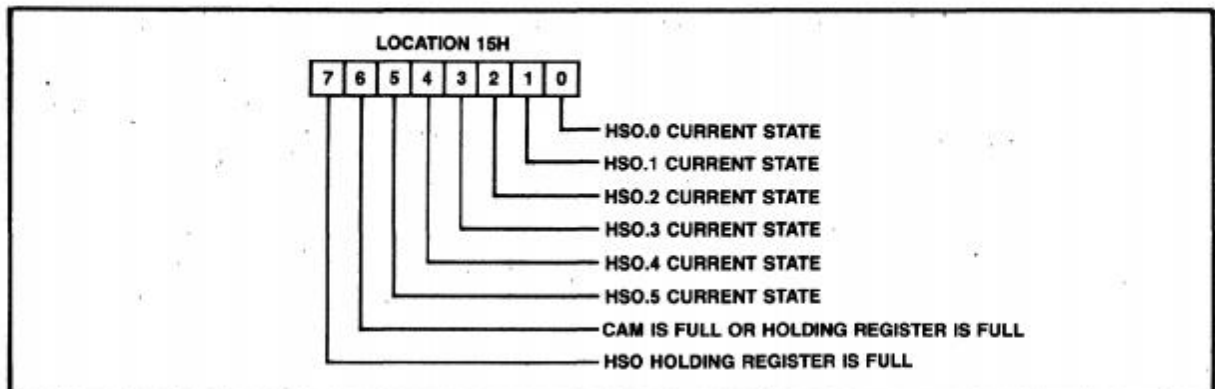 LOCATION 15H
7 6 5 4 3 2 1 0
HSO.0 CURRENT STATE
HSO.1 CURRENT STATE
HSO.2 CURRENT STATE
HSO.3 CURRENT STATE
HSO.4 CURRENT STATE
HSO.5 CURRENT STATE
CAM IS FULL OR HOLDING REGISTER IS FULL
HSO HOLDING REGISTER IS FULL